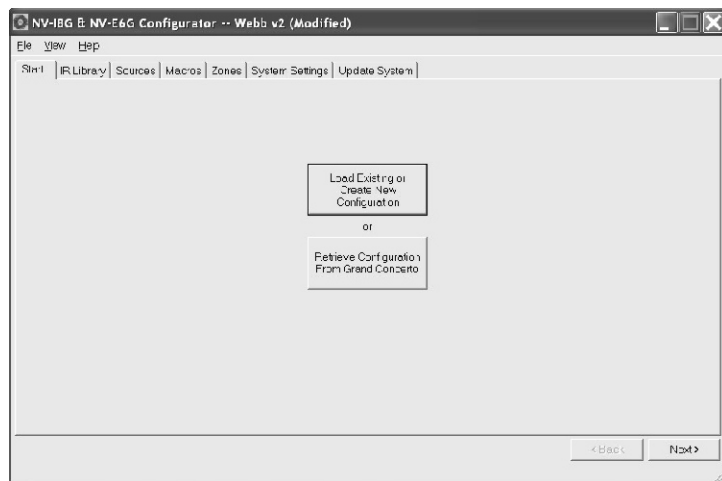 NV-I8G & NV-E6G Configurator -- Webb v2 (Modified)
File View Help
Start IR Library Sources Macros Zones System Settings Update System
Load Existing or
Create New
Configuration
or
Retrieve Configuration
From Grand Concerto
<Back Next>